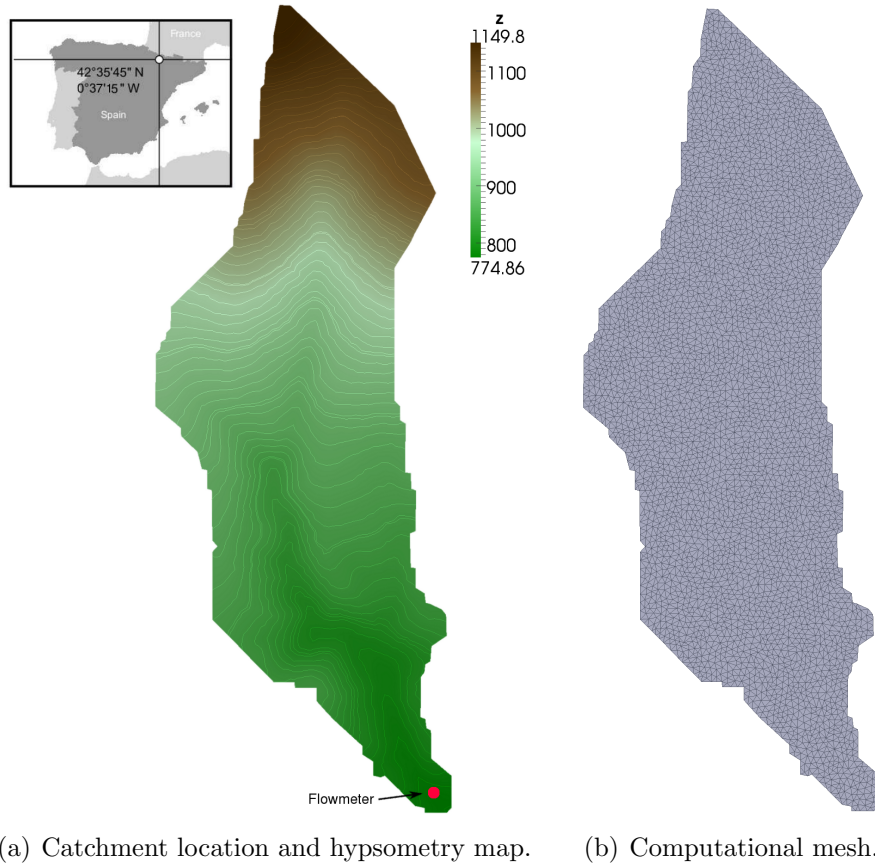 France
42°35'45" N
0°37'15" W
Spain
z
1149.8
1100
1000
900
800
774.86
Flowmeter
(a) Catchment location and hypsometry map.
(b) Computational mesh.